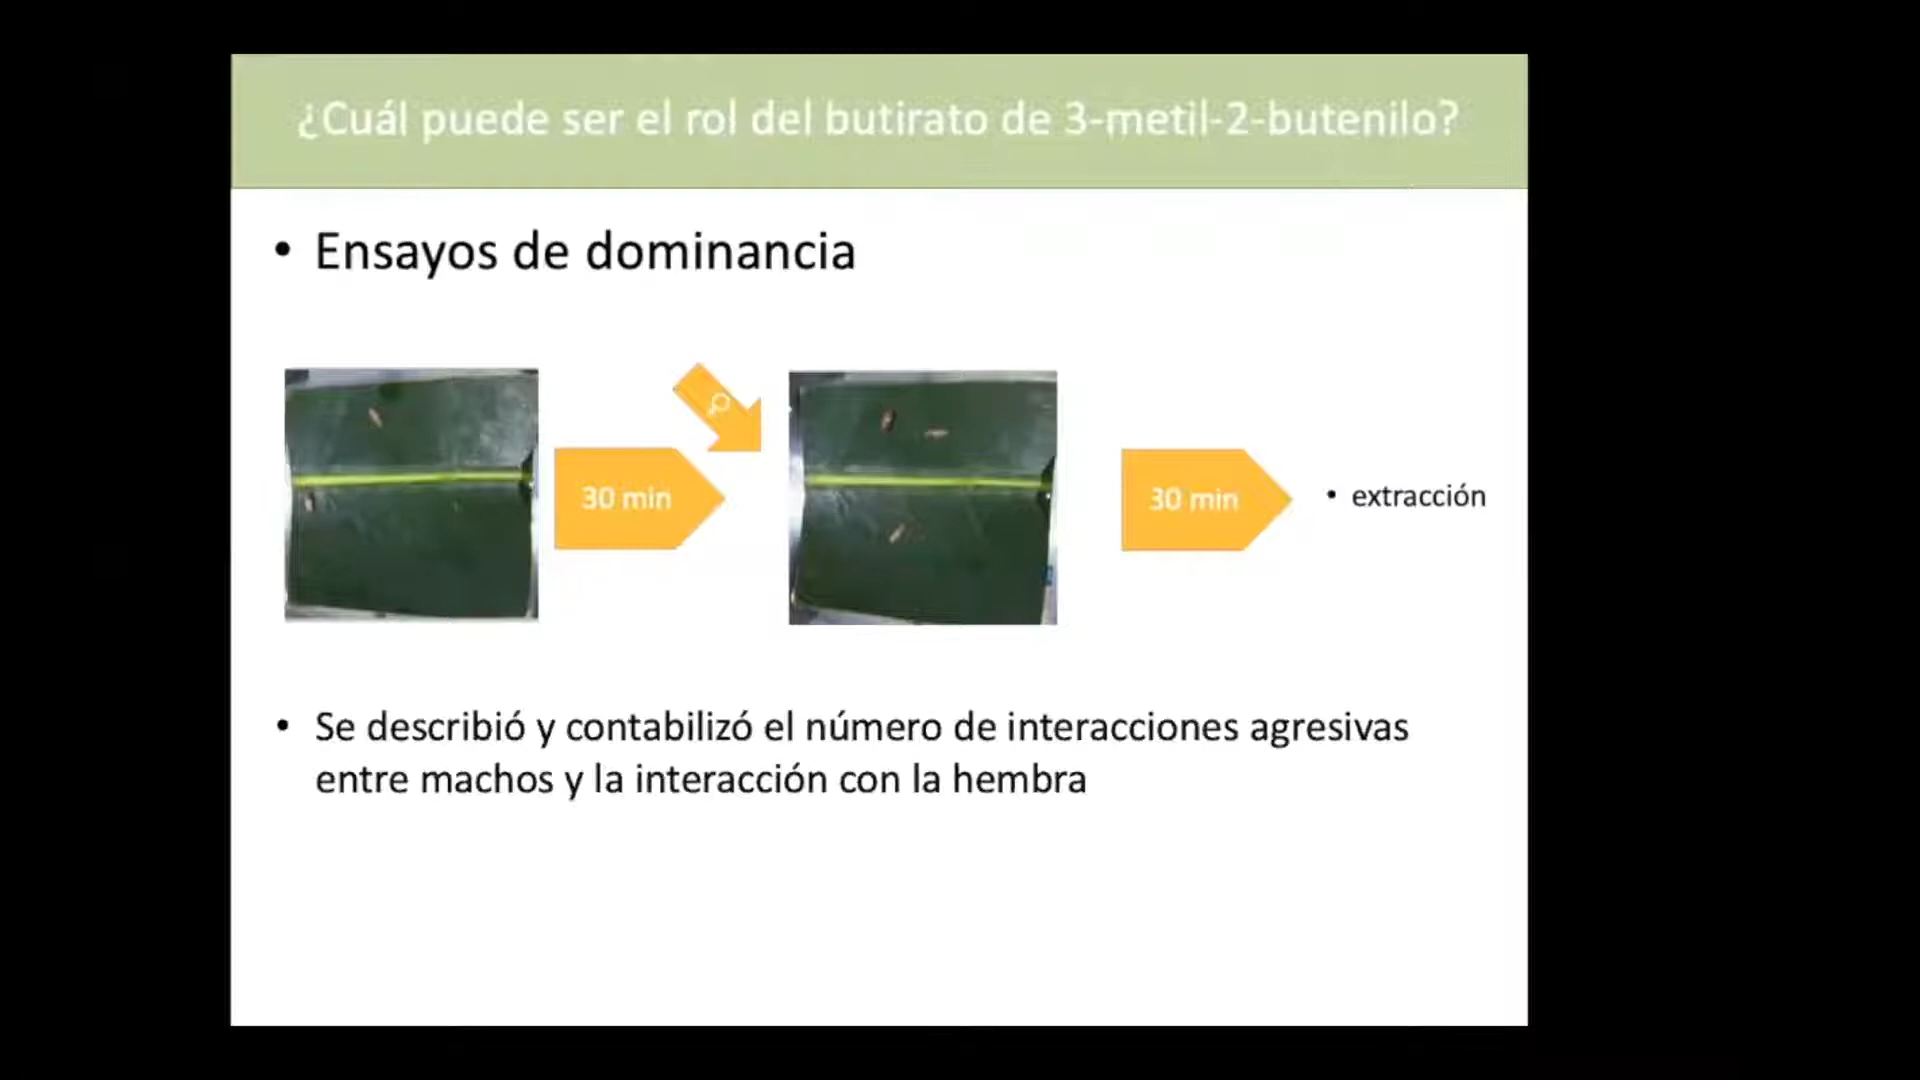 ¿Cuál puede ser el rol del butirato de 3-metil-2-butenilo?
• Ensayos de dominancia
♀
30 min
30 min
• extracción
• Se describió y contabilizó el número de interacciones agresivas
entre machos y la interacción con la hembra